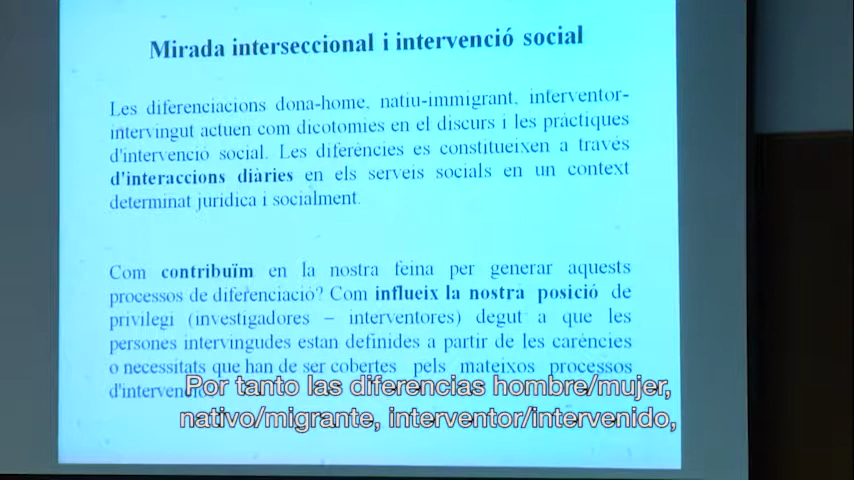 Mirada interseccional i intervenció social
Les diferenciacions dona-home, natiu-immigrant, interventor-
intervingut actuen com dicotomies en el discurs i les pràctiques
d'intervenció social. Les diferències es constitueixen a través
d'interaccions diàries en els serveis socials en un context
determinat jurídica i socialment.
Com contribuïm en la nostra feina per generar aquests
processos de diferenciació? Com influeix la nostra posició de
privilegi (investigadores – interventores) degut a que les
persones intervingudes estan definides a partir de les carències
o necessitats que han de ser cobertes pels mateixos processos
d'intervenció
Por tanto las diferencias hombre/mujer,
nativo/migrante, interventor/intervenido,